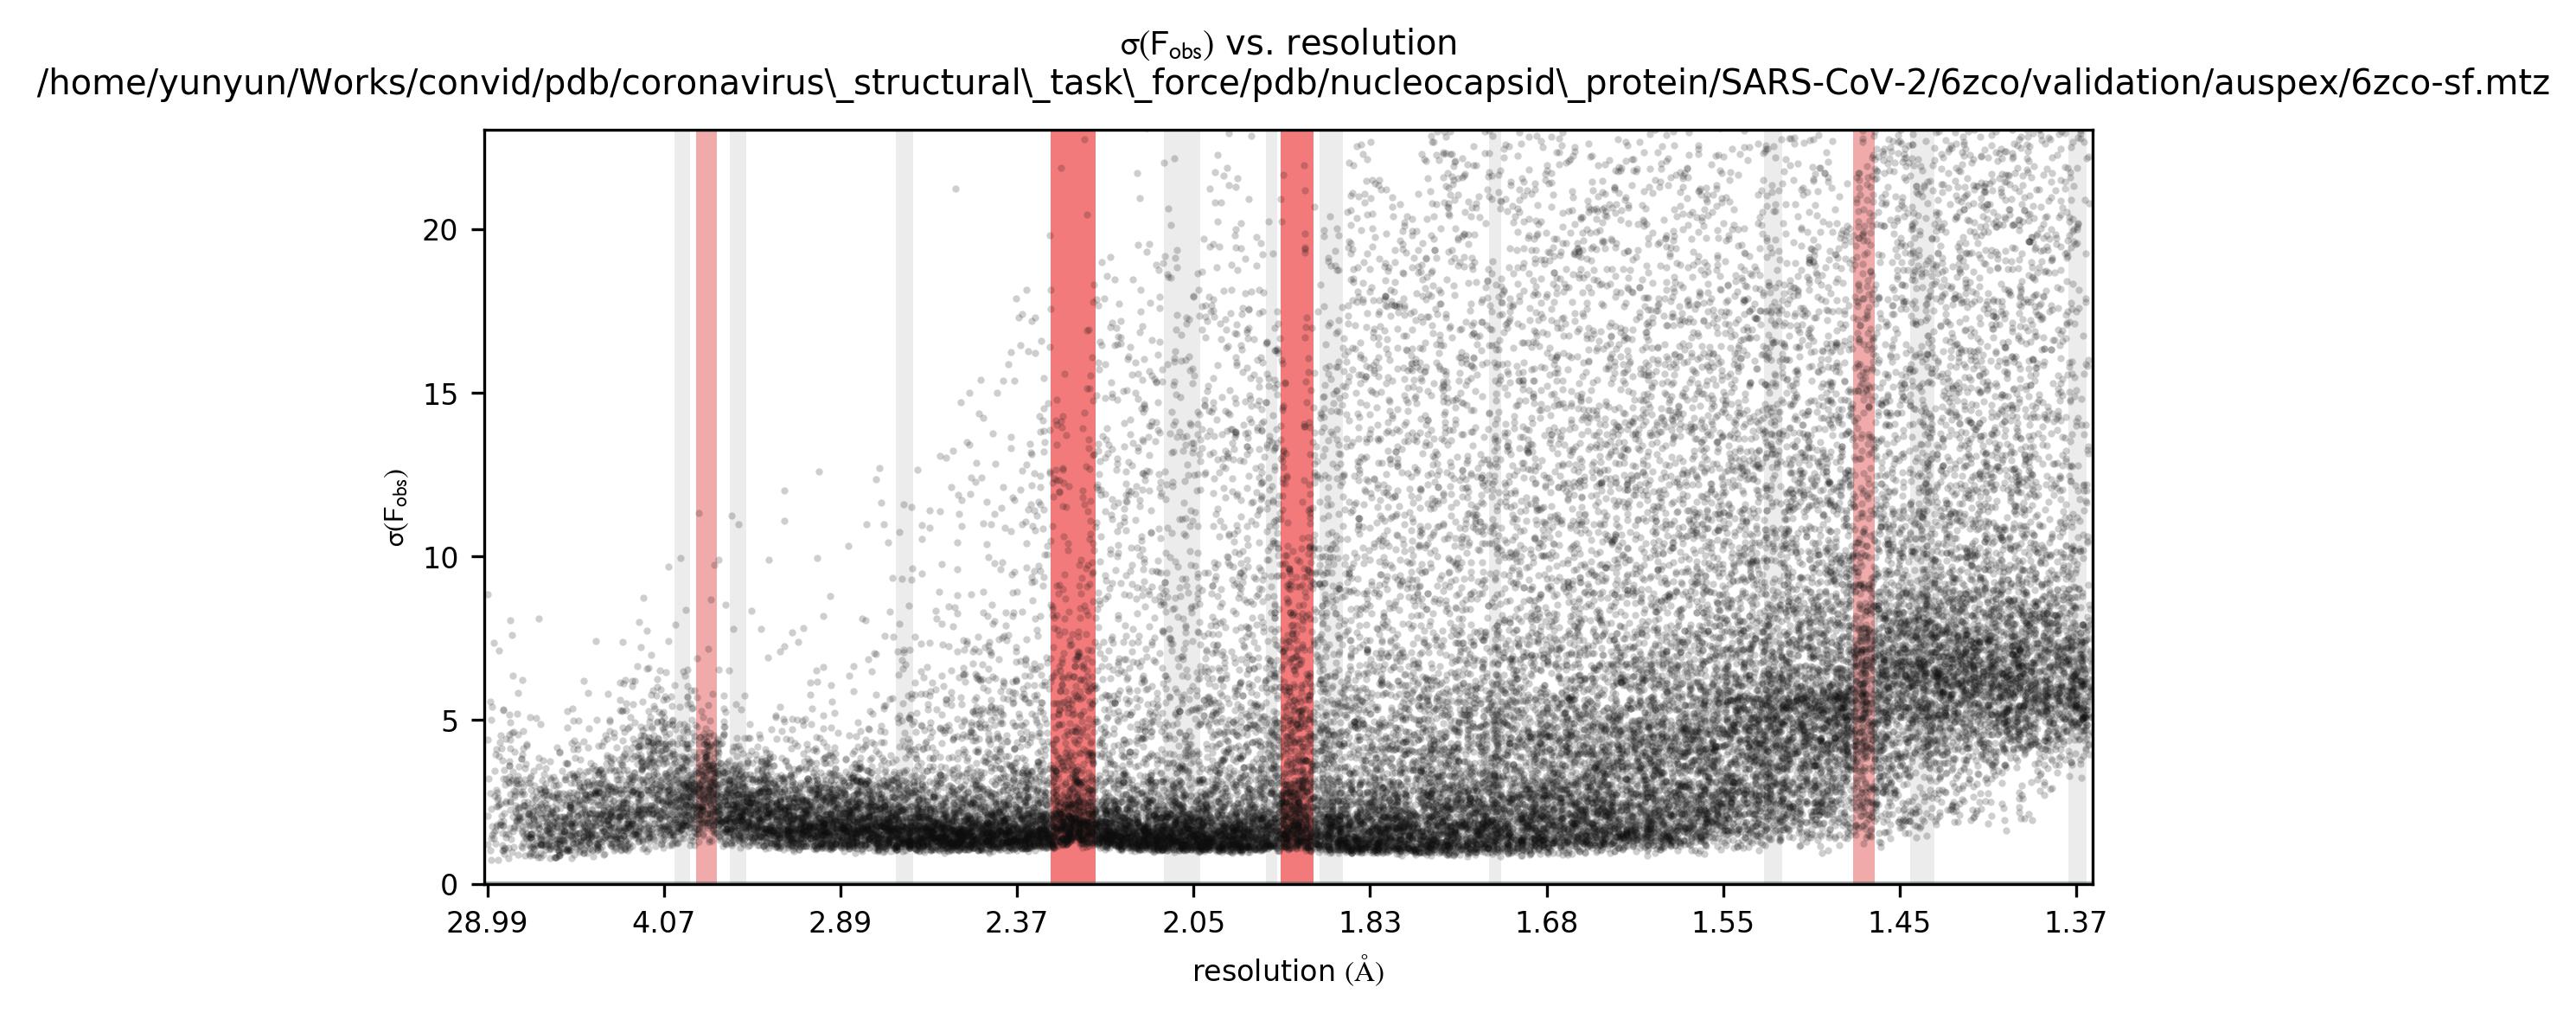 σ(Fobs) vs. resolution
/home/yunyun/Works/convid/pdb/coronavirus\_structural\_task\_force/pdb/nucleocapsid\_protein/SARS-CoV-2/6zco/validation/auspex/6zco-sf.mtz
σ(Fobs)
20
15
10
5
0
28.99 4.07 2.89 2.37 2.05 1.83 1.68 1.55 1.45 1.37
resolution (Å)